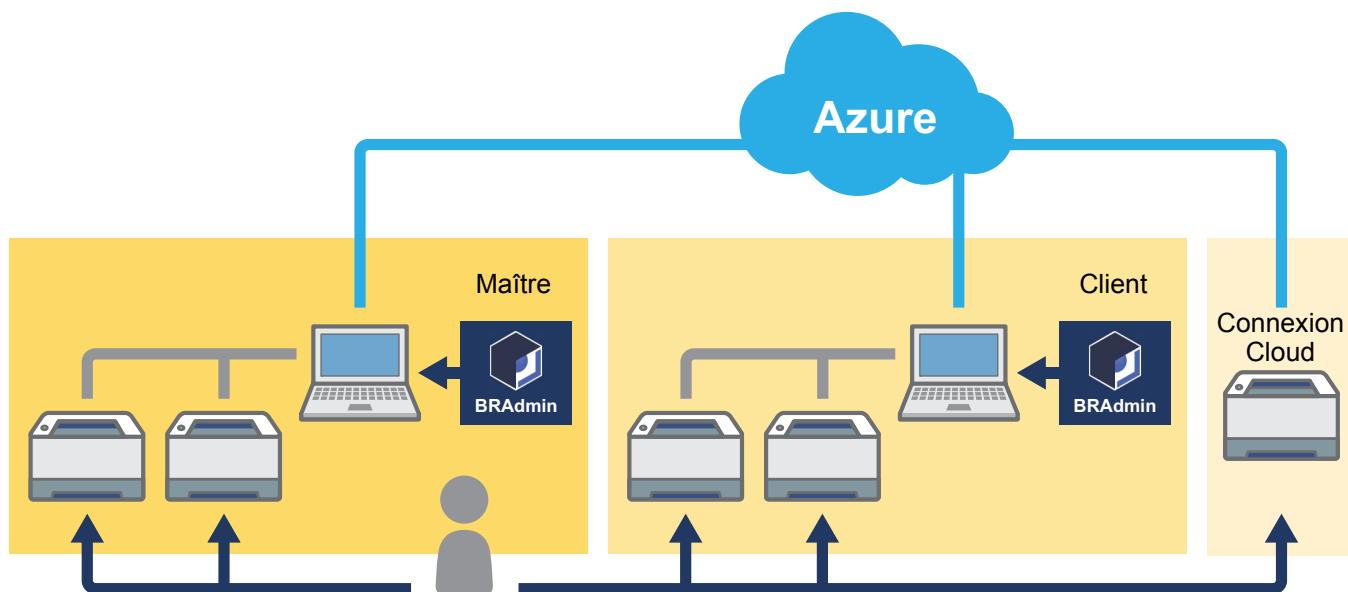 Azure
Maître
Client
Connexion
Cloud
BRAdmin
BRAdmin